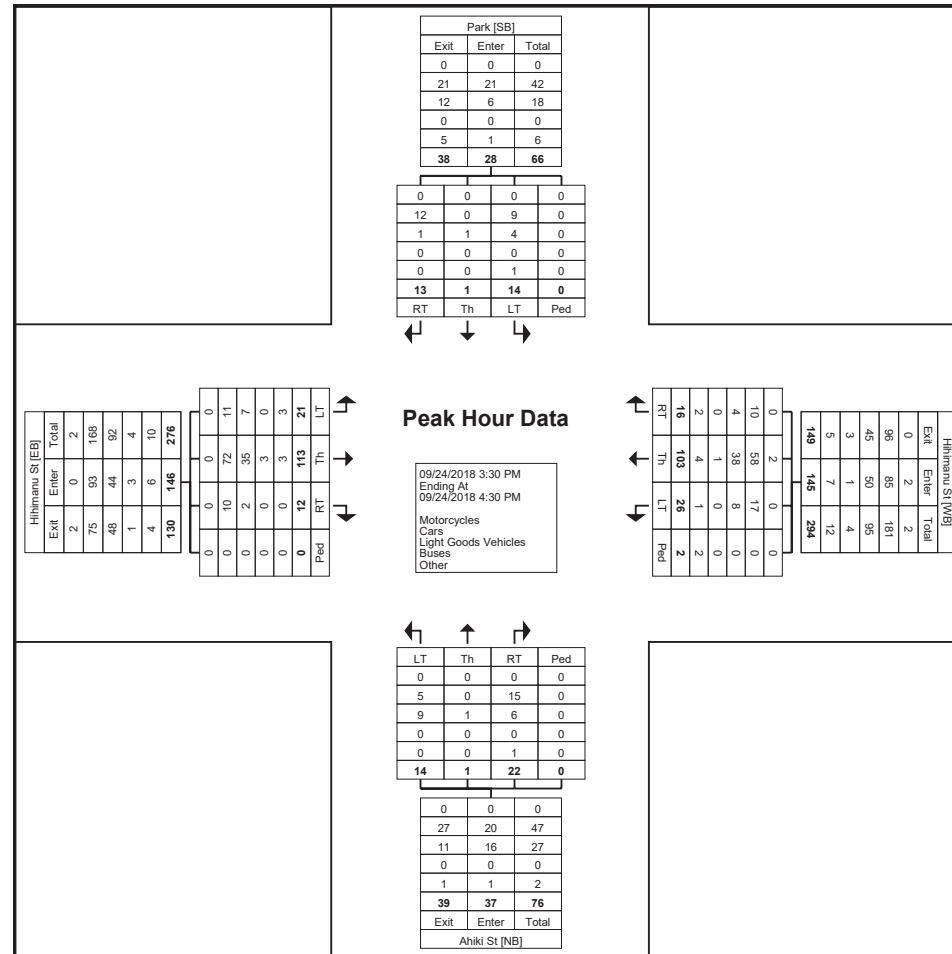 Park [SB]
Exit Enter Total
0 0 0
21 21 42
12 6 18
0 0 0
5 1 6
38 28 66
0 0 0 0
12 0 9 0
1 1 4 0
0 0 0 0
0 0 1 0
13 1 14 0
RT Th LT Ped
Hihimanu St [EB]
Exit Enter Total
2 0 2
75 93 168
48 44 92
1 3 4
4 6 10
130 146 276
0 0 0 0
0 10 72 11
0 2 35 7
0 0 3 0
0 0 3 3
0 12 113 21
Ped RT Th LT
Peak Hour Data
09/24/2018 3:30 PM
Ending At
09/24/2018 4:30 PM
Motorcycles
Cars
Light Goods Vehicles
Buses
Other
Hihimanu St [WB]
Exit Enter Total
0 2 2
96 85 181
45 50 95
3 1 4
5 7 12
149 145 294
0 2 0 0
10 58 17 0
4 38 8 0
0 1 0 0
2 4 1 2
16 103 26 2
RT Th LT Ped
LT Th RT Ped
0 0 0 0
5 0 15 0
9 1 6 0
0 0 0 0
0 0 1 0
14 1 22 0
0 0 0
27 20 47
11 16 27
0 0 0
1 1 2
39 37 76
Exit Enter Total
Ahiki St [NB]